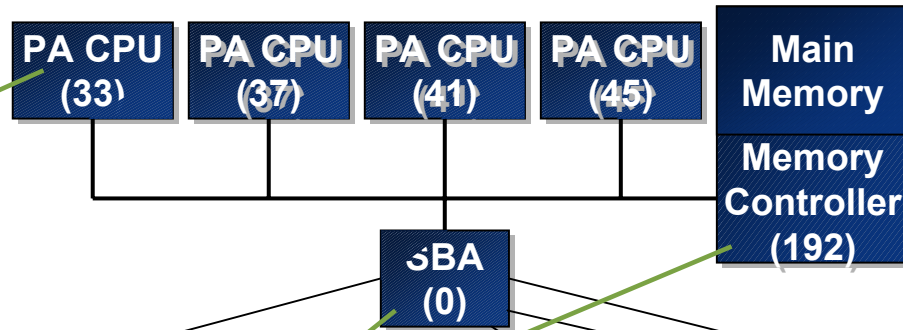 PA CPU
(33)
PA CPU
(37)
PA CPU
(41)
PA CPU
(45)
Main
Memory
Memory
Controller
(192)
SBA
(0)